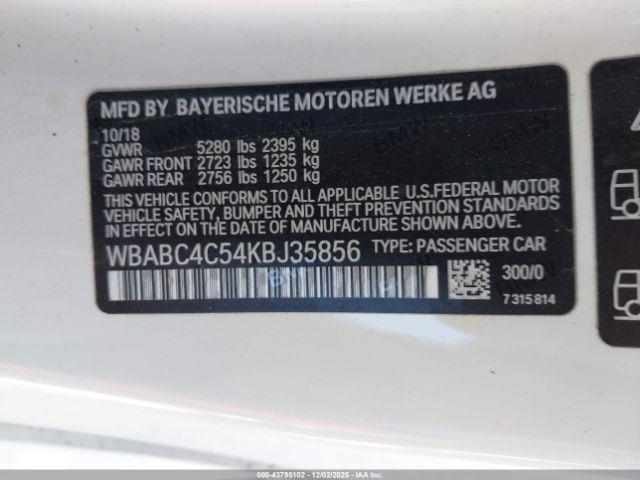 MFD BY BAYERISCHE MOTOREN WERKE AG
10/18
GVWR 5280 lbs 2395 kg
GAWR FRONT 2723 lbs 1235 kg
GAWR REAR 2756 lbs 1250 kg
THIS VEHICLE CONFORMS TO ALL APPLICABLE U.S.FEDERAL MOTOR
VEHICLE SAFETY, BUMPER AND THEFT PREVENTION STANDARDS
IN EFFECT ON THE DATE OF MANUFACTURE SHOWN ABOVE.
WBABC4C54KBJ35856 TYPE: PASSENGER CAR
300/0
7 315 814
000-43795102 - 12/02/2025 - IAA Copyright